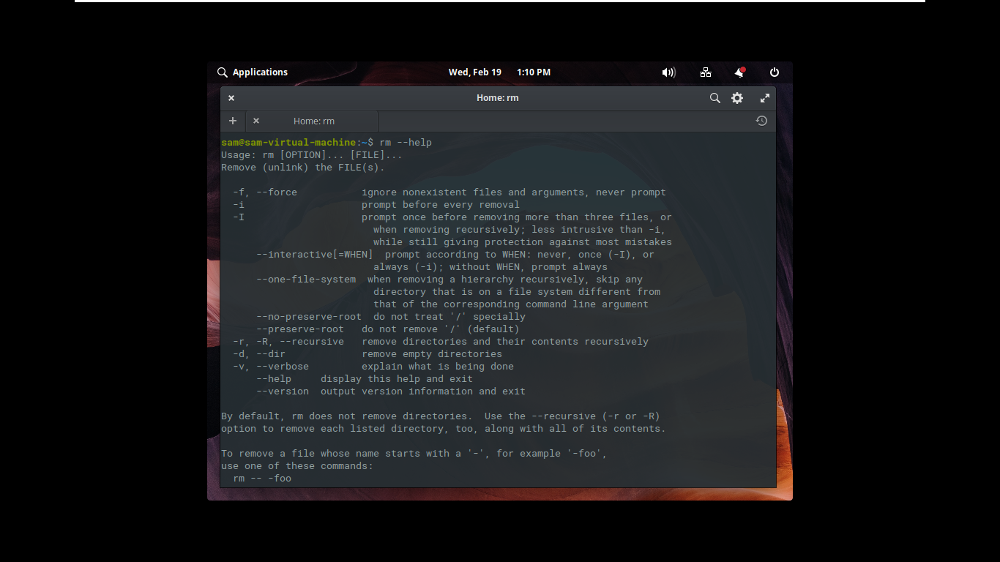 Applications
Wed, Feb 19 1:10 PM
Home: rm
Home: rm
sam@sam-virtual-machine:~$ rm --help
Usage: rm [OPTION]... [FILE]...
Remove (unlink) the FILE(s).
-f, --force ignore nonexistent files and arguments, never prompt
-i prompt before every removal
-I prompt once before removing more than three files, or
when removing recursively; less intrusive than -i,
while still giving protection against most mistakes
--interactive[=WHEN] prompt according to WHEN: never, once (-I), or
always (-i); without WHEN, prompt always
--one-file-system when removing a hierarchy recursively, skip any
directory that is on a file system different from
that of the corresponding command line argument
--no-preserve-root do not treat '/' specially
--preserve-root do not remove '/' (default)
-r, -R, --recursive remove directories and their contents recursively
-d, --dir remove empty directories
-v, --verbose explain what is being done
--help display this help and exit
--version output version information and exit
By default, rm does not remove directories. Use the --recursive (-r or -R)
option to remove each listed directory, too, along with all of its contents.
To remove a file whose name starts with a '-', for example '-foo',
use one of these commands:
rm -- -foo